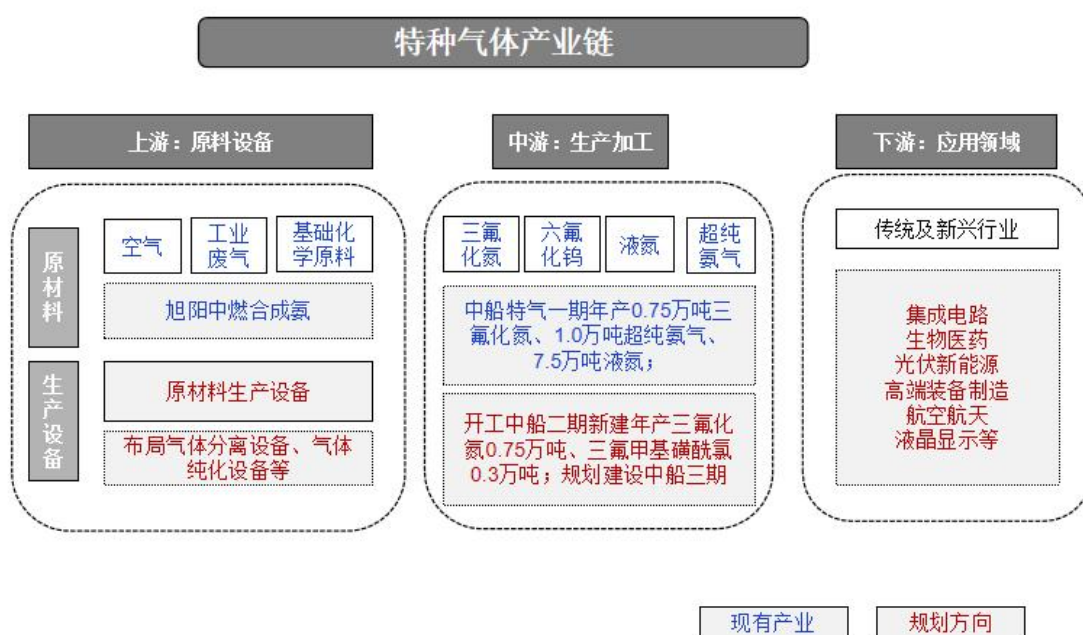 特种气体产业链
上游：原料设备
中游：生产加工
下游：应用领域
原材料
空气
工业
废气
基础化
学原料
旭阳中燃合成氨
生产设备
原材料生产设备
布局气体分离设备、气体
纯化设备等
三氟
化氮
六氟
化钨
液氮
超纯
氨气
中船特气一期年产0.75万吨三
氟化氮、1.0万吨超纯氨气、
7.5万吨液氮；
开工中船二期新建年产三氟化
氮0.75万吨、三氟甲基磺酰氯
0.3万吨；规划建设中船三期
传统及新兴行业
集成电路
生物医药
光伏新能源
高端装备制造
航空航天
液晶显示等
现有产业
规划方向